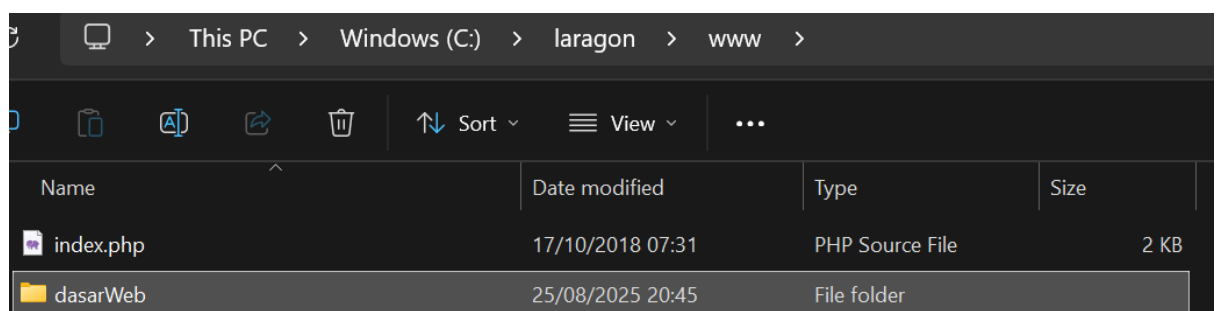 This PC > Windows (C:) > laragon > www >
Sort View ...
Name Date modified Type Size
index.php 17/10/2018 07:31 PHP Source File 2 KB
dasarWeb 25/08/2025 20:45 File folder